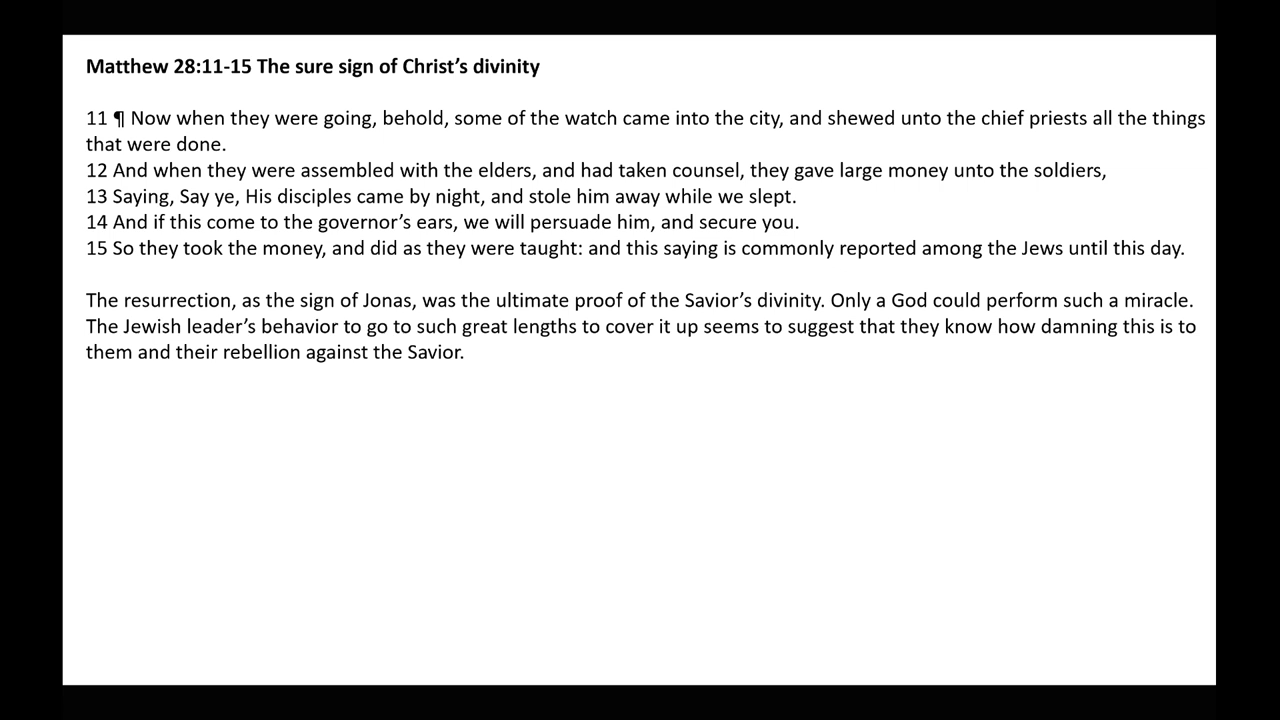 Matthew 28:11-15 The sure sign of Christ’s divinity
11 ¶ Now when they were going, behold, some of the watch came into the city, and shewed unto the chief priests all the things
that were done.
12 And when they were assembled with the elders, and had taken counsel, they gave large money unto the soldiers,
13 Saying, Say ye, His disciples came by night, and stole him away while we slept.
14 And if this come to the governor’s ears, we will persuade him, and secure you.
15 So they took the money, and did as they were taught: and this saying is commonly reported among the Jews until this day.
The resurrection, as the sign of Jonas, was the ultimate proof of the Savior’s divinity. Only a God could perform such a miracle.
The Jewish leader’s behavior to go to such great lengths to cover it up seems to suggest that they know how damning this is to
them and their rebellion against the Savior.